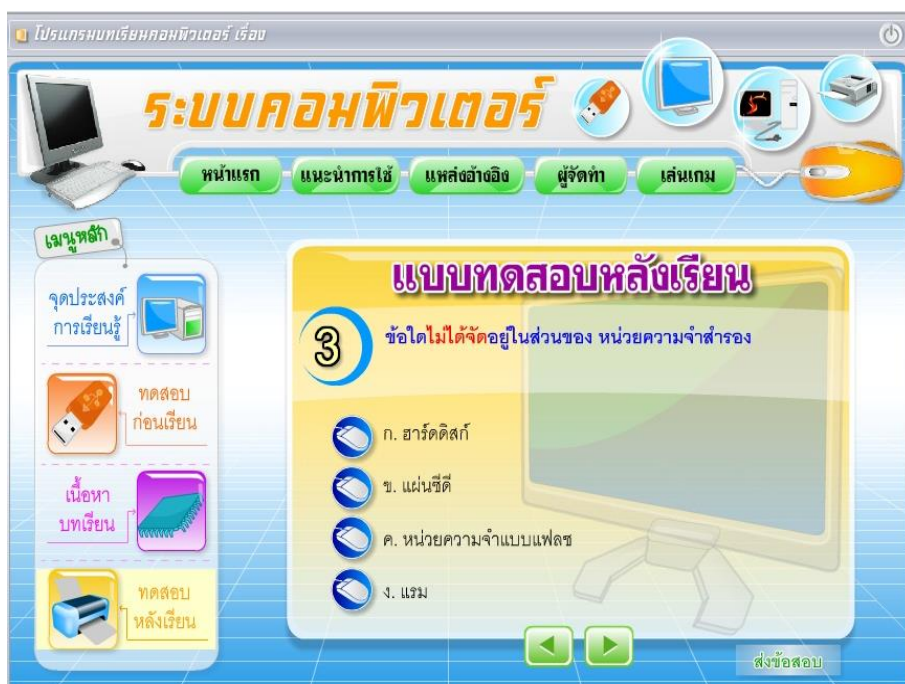 โปรแกรมบทเรียนคอมพิวเตอร์ เรื่อง
ระบบคอมพิวเตอร์
หน้าแรก แนะนำการใช้ แหล่งอ้างอิง ผู้จัดทำ เล่นเกม
เมนูหลัก
จุดประสงค์
การเรียนรู้
ทดสอบ
ก่อนเรียน
เนื้อหา
บทเรียน
ทดสอบ
หลังเรียน
แบบทดสอบหลังเรียน
3 ข้อใดไม่ได้จัดอยู่ในส่วนของ หน่วยความจำสำรอง
ก. ฮาร์ดดิสก์
ข. แผ่นซีดี
ค. หน่วยความจำแบบแฟลซ
ง. แรม
ส่งข้อสอบ